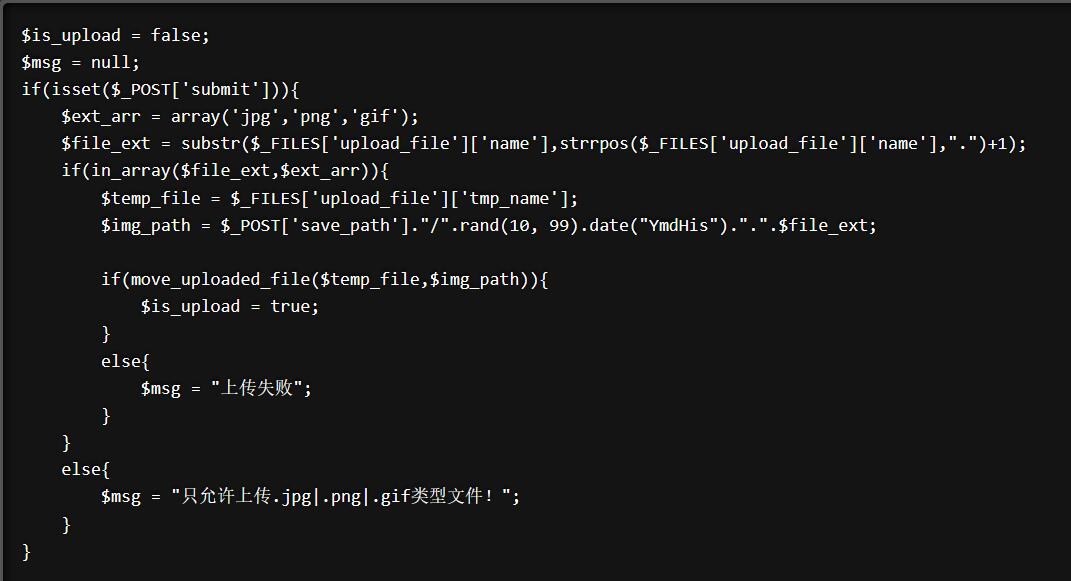 $is_upload = false;
$msg = null;
if(isset($_POST['submit'])){
    $ext_arr = array('jpg','png','gif');
    $file_ext = substr($_FILES['upload_file']['name'],strrpos($_FILES['upload_file']['name'],".")+1);
    if(in_array($file_ext,$ext_arr)){
        $temp_file = $_FILES['upload_file']['tmp_name'];
        $img_path = $_POST['save_path']."/".rand(10, 99).date("YmdHis").".".$file_ext;

        if(move_uploaded_file($temp_file,$img_path)){
            $is_upload = true;
        }
        else{
            $msg = "上传失败";
        }
    }
    else{
        $msg = "只允许上传.jpg|.png|.gif类型文件！";
    }
}